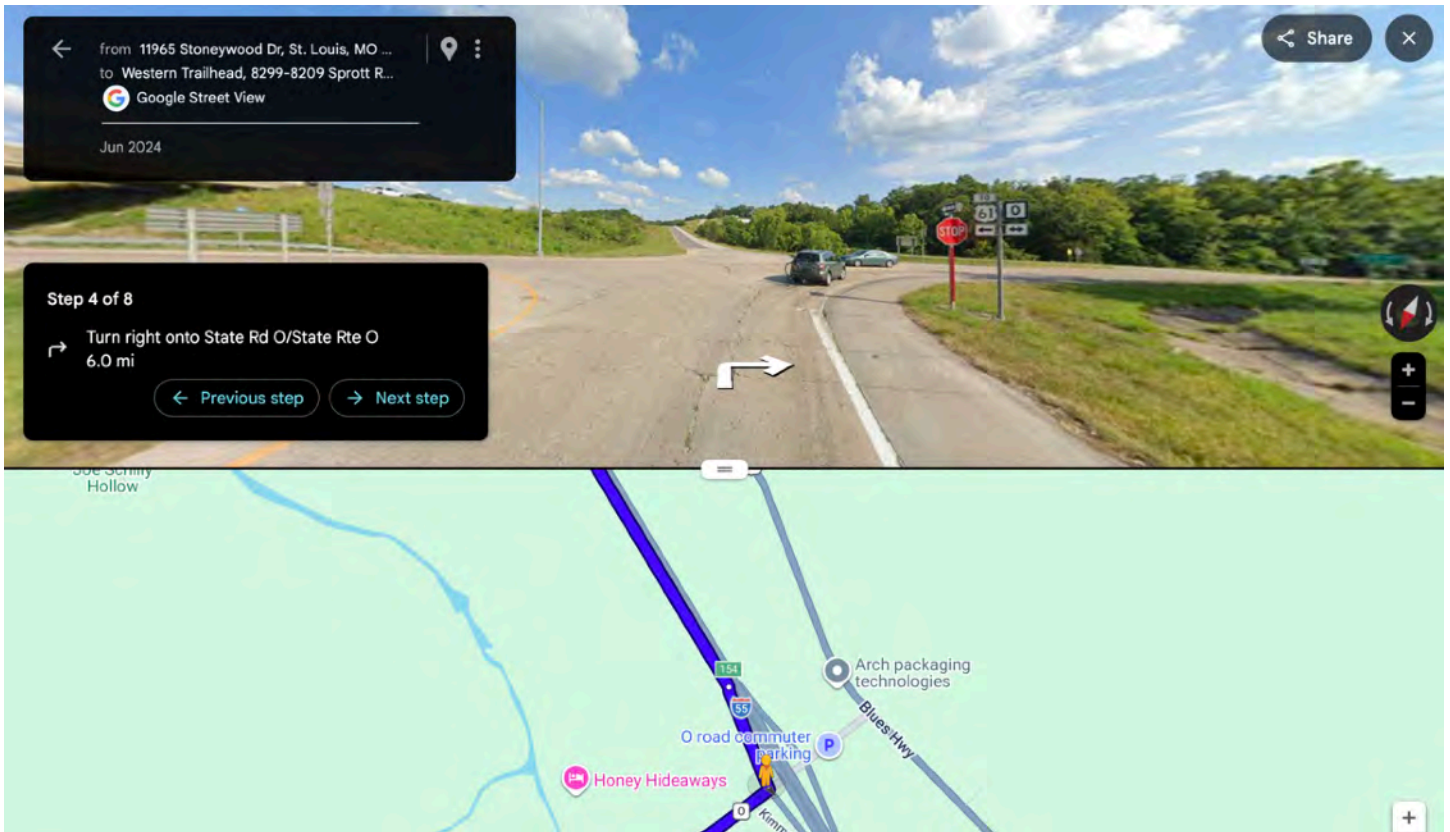 from 11965 Stoneywood Dr, St. Louis, MO ...
to Western Trailhead, 8299-8209 Sprott R...
Google Street View
Jun 2024
Share
TO
61
O
STOP
Step 4 of 8
Turn right onto State Rd O/State Rte O
6.0 mi
Previous step
Next step
Joe Schilly
Hollow
154
55
Arch packaging
technologies
Blues Hwy
O road commuter
parking
P
Honey Hideaways
O
Kimm